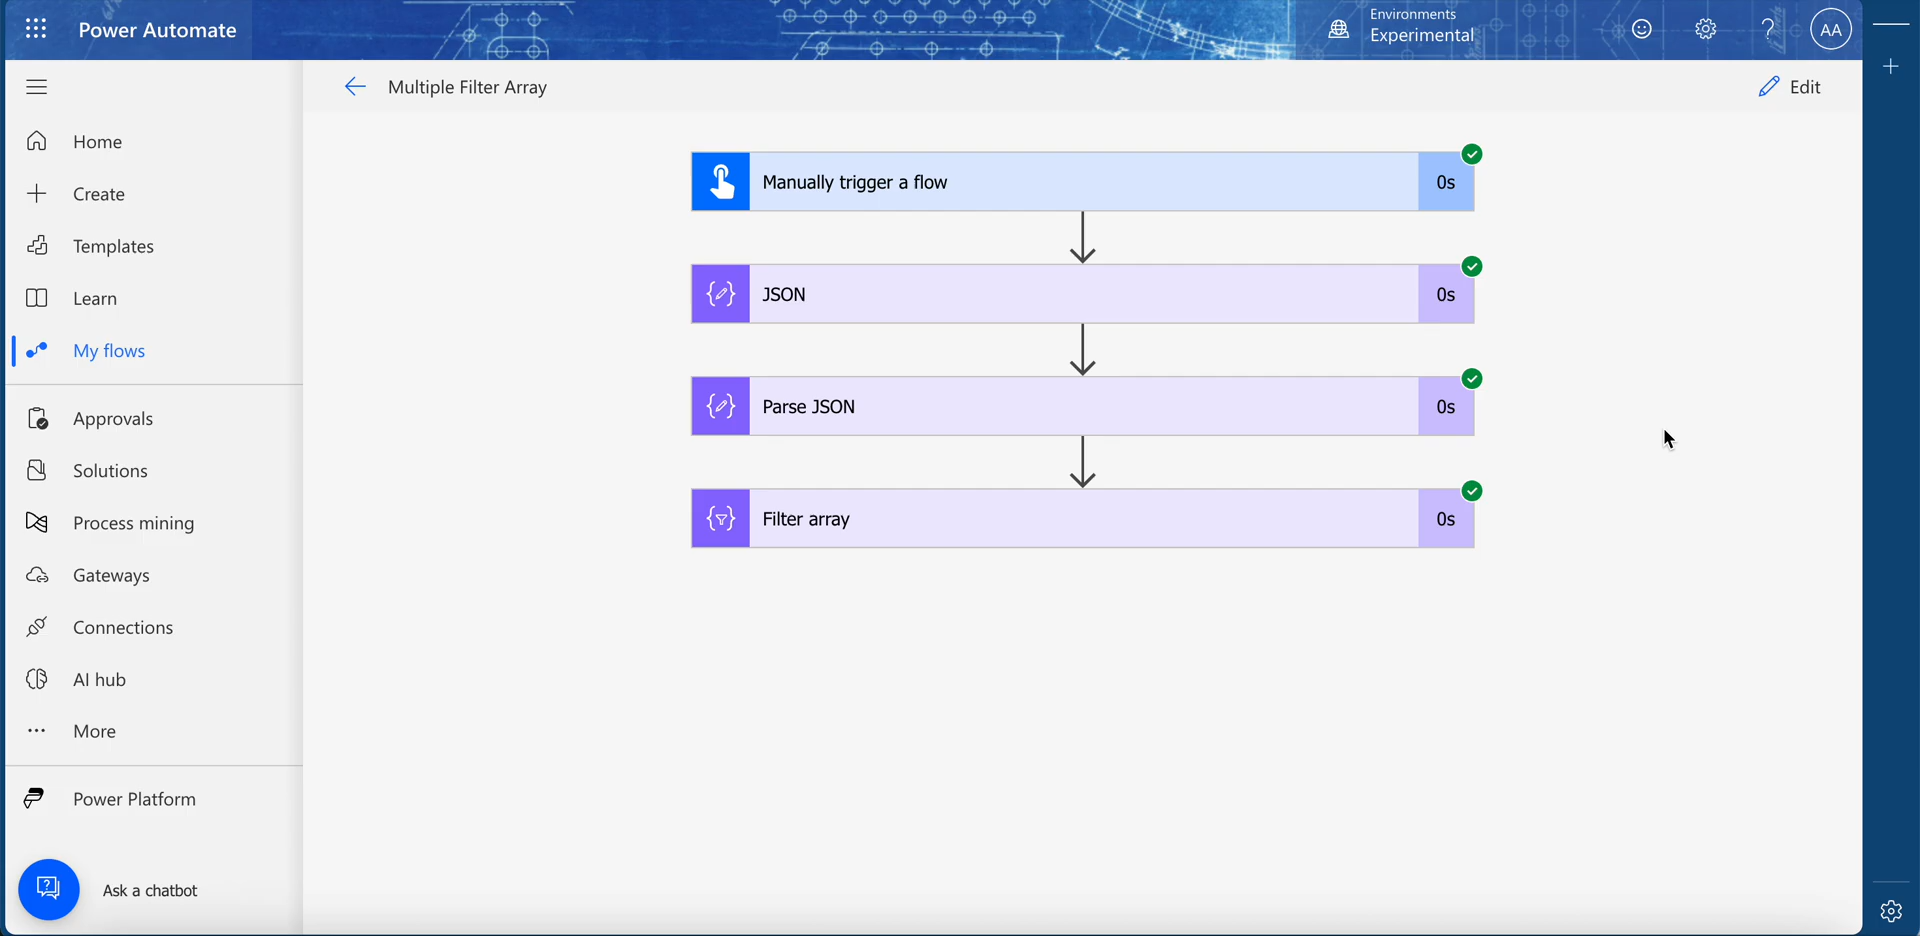 Power Automate
Environments
Experimental
AA
Multiple Filter Array
Edit
Home
Create
Templates
Learn
My flows
Approvals
Solutions
Process mining
Gateways
Connections
AI hub
More
Power Platform
Ask a chatbot
Manually trigger a flow
0s
JSON
0s
Parse JSON
0s
Filter array
0s